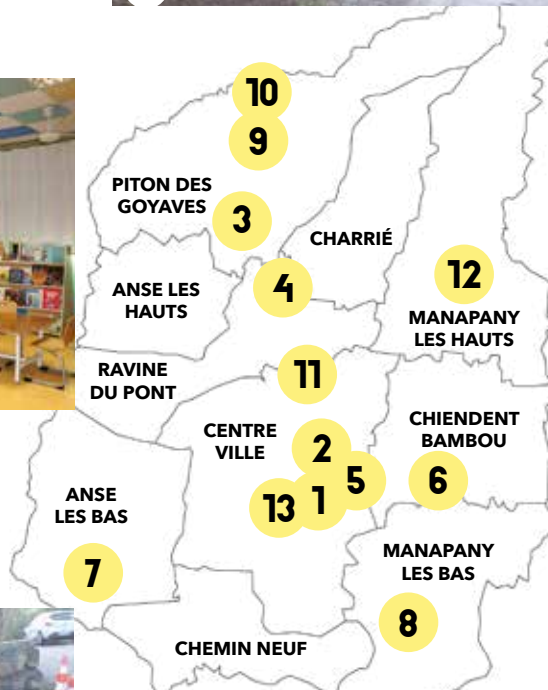 10
9
PITON DES
GOYAVES
3
CHARRIÉ
4
ANSE LES
HAUTS
12
MANAPANY
LES HAUTS
RAVINE
DU PONT
11
CENTRE
VILLE
2
CHIENDENT
BAMBOU
5
6
13
1
ANSE
LES BAS
7
MANAPANY
LES BAS
8
CHEMIN NEUF